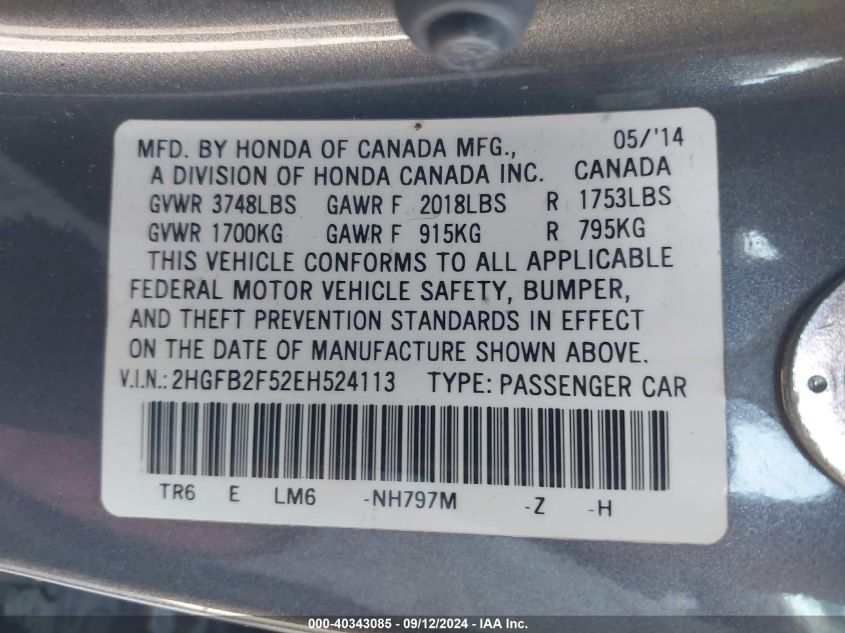 MFD. BY HONDA OF CANADA MFG., 05/'14
A DIVISION OF HONDA CANADA INC. CANADA
GVWR 3748LBS GAWR F 2018LBS R 1753LBS
GVWR 1700KG GAWR F 915KG R 795KG
THIS VEHICLE CONFORMS TO ALL APPLICABLE
FEDERAL MOTOR VEHICLE SAFETY, BUMPER,
AND THEFT PREVENTION STANDARDS IN EFFECT
ON THE DATE OF MANUFACTURE SHOWN ABOVE.
V.I.N.: 2HGFB2F52EH524113 TYPE: PASSENGER CAR
TR6 E LM6 -NH797M -Z -H
000-40343085 - 09/12/2024 - IAA Inc.